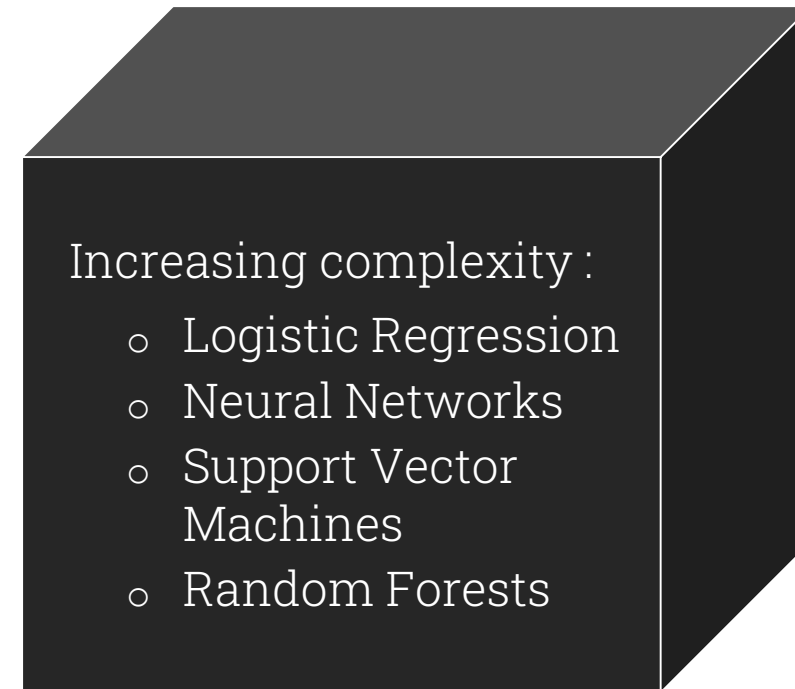 Increasing complexity :
o Logistic Regression
o Neural Networks
o Support Vector
Machines
o Random Forests